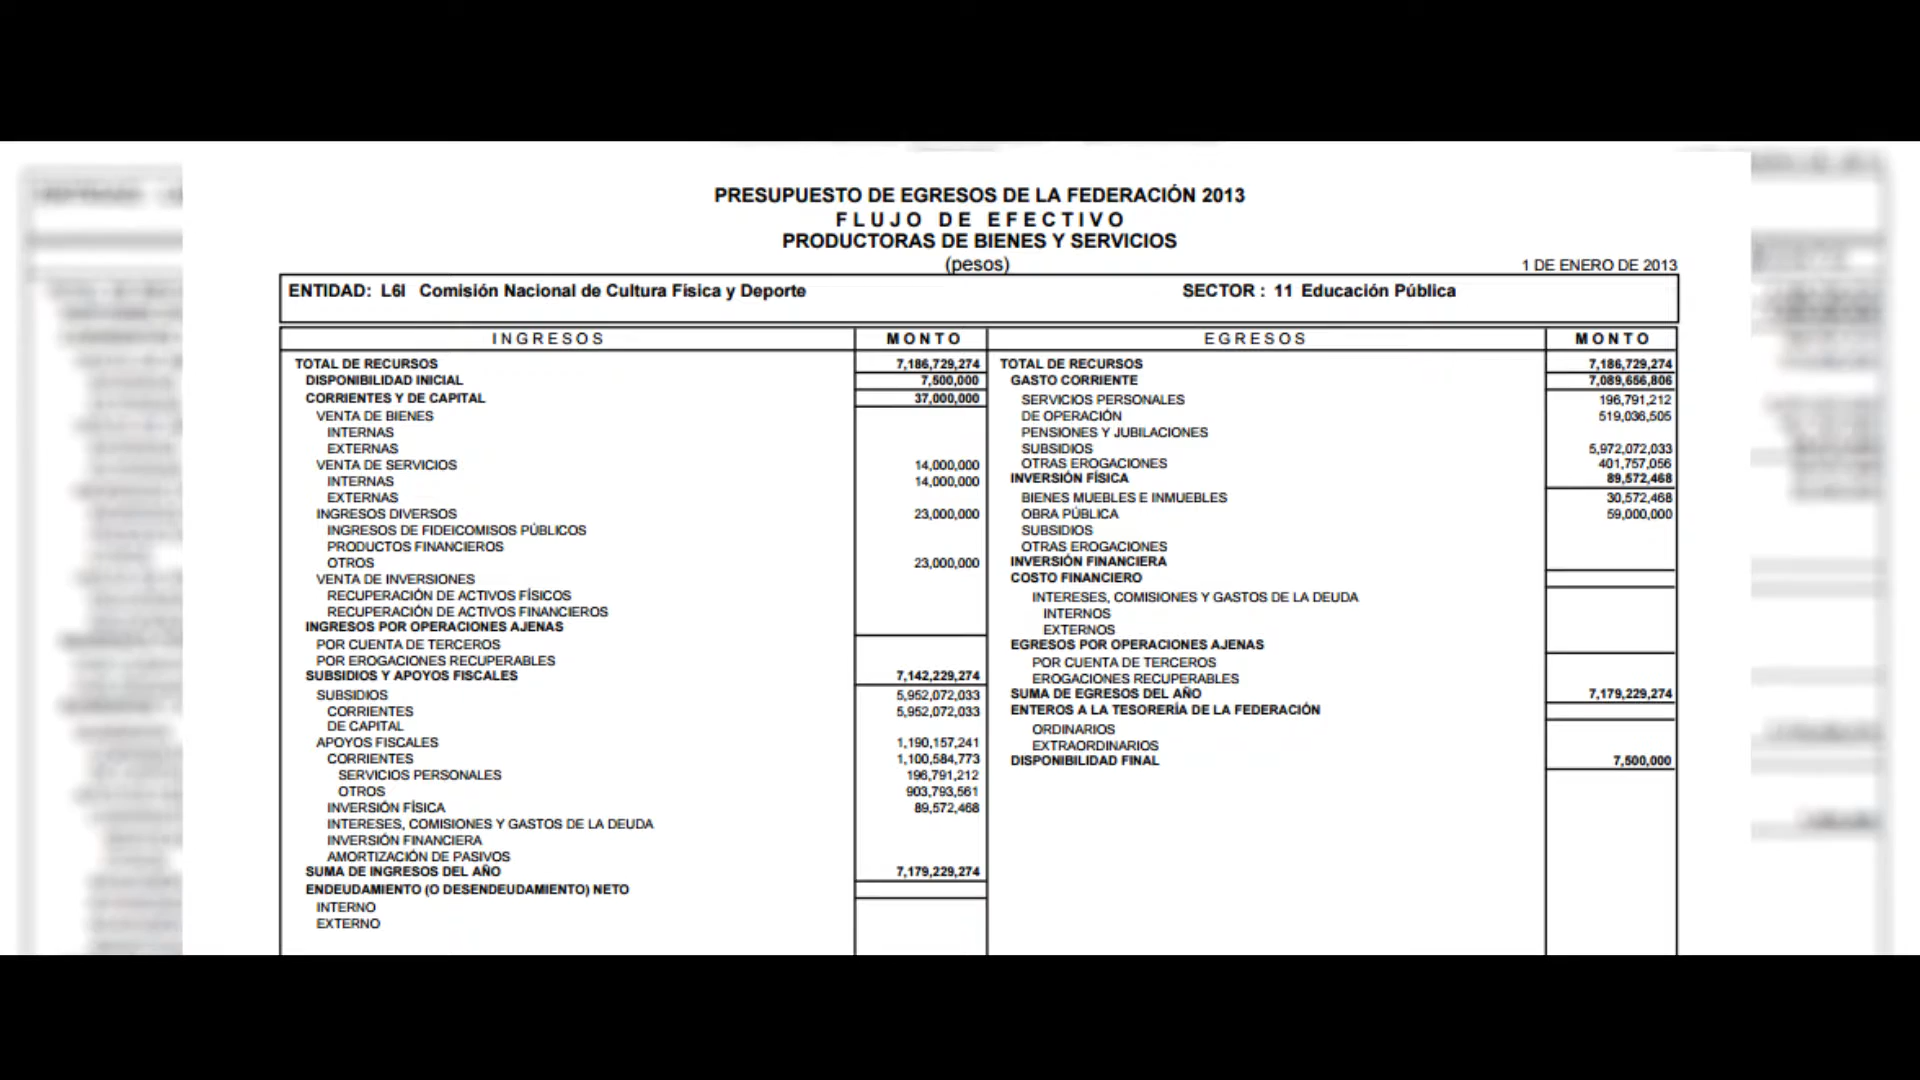 PRESUPUESTO DE EGRESOS DE LA FEDERACIÓN 2013
FLUJO DE EFECTIVO
PRODUCTORAS DE BIENES Y SERVICIOS
(pesos)
1 DE ENERO DE 2013
ENTIDAD: L6I Comisión Nacional de Cultura Física y Deporte SECTOR : 11 Educación Pública
INGRESOS MONTO EGRESOS MONTO
TOTAL DE RECURSOS 7,186,729,274
DISPONIBILIDAD INICIAL 7,500,000
CORRIENTES Y DE CAPITAL 37,000,000
VENTA DE BIENES
INTERNAS
EXTERNAS
VENTA DE SERVICIOS 14,000,000
INTERNAS 14,000,000
EXTERNAS
INGRESOS DIVERSOS 23,000,000
INGRESOS DE FIDEICOMISOS PÚBLICOS
PRODUCTOS FINANCIEROS
OTROS 23,000,000
VENTA DE INVERSIONES
RECUPERACIÓN DE ACTIVOS FÍSICOS
RECUPERACIÓN DE ACTIVOS FINANCIEROS
INGRESOS POR OPERACIONES AJENAS
POR CUENTA DE TERCEROS
POR EROGACIONES RECUPERABLES
SUBSIDIOS Y APOYOS FISCALES 7,142,229,274
SUBSIDIOS 5,952,072,033
CORRIENTES 5,952,072,033
DE CAPITAL
APOYOS FISCALES 1,190,157,241
CORRIENTES 1,100,584,773
SERVICIOS PERSONALES 196,791,212
OTROS 903,793,561
INVERSIÓN FÍSICA 89,572,468
INTERESES, COMISIONES Y GASTOS DE LA DEUDA
INVERSIÓN FINANCIERA
AMORTIZACIÓN DE PASIVOS
SUMA DE INGRESOS DEL AÑO 7,179,229,274
ENDEUDAMIENTO (O DESENDEUDAMIENTO) NETO
INTERNO
EXTERNO
TOTAL DE RECURSOS 7,186,729,274
GASTO CORRIENTE 7,089,656,806
SERVICIOS PERSONALES 196,791,212
DE OPERACIÓN 519,036,505
PENSIONES Y JUBILACIONES
SUBSIDIOS 5,972,072,033
OTRAS EROGACIONES 401,757,056
INVERSIÓN FÍSICA 89,572,468
BIENES MUEBLES E INMUEBLES 30,572,468
OBRA PÚBLICA 59,000,000
SUBSIDIOS
OTRAS EROGACIONES
INVERSIÓN FINANCIERA
COSTO FINANCIERO
INTERESES, COMISIONES Y GASTOS DE LA DEUDA
INTERNOS
EXTERNOS
EGRESOS POR OPERACIONES AJENAS
POR CUENTA DE TERCEROS
EROGACIONES RECUPERABLES
SUMA DE EGRESOS DEL AÑO 7,179,229,274
ENTEROS A LA TESORERÍA DE LA FEDERACIÓN
ORDINARIOS
EXTRAORDINARIOS
DISPONIBILIDAD FINAL 7,500,000